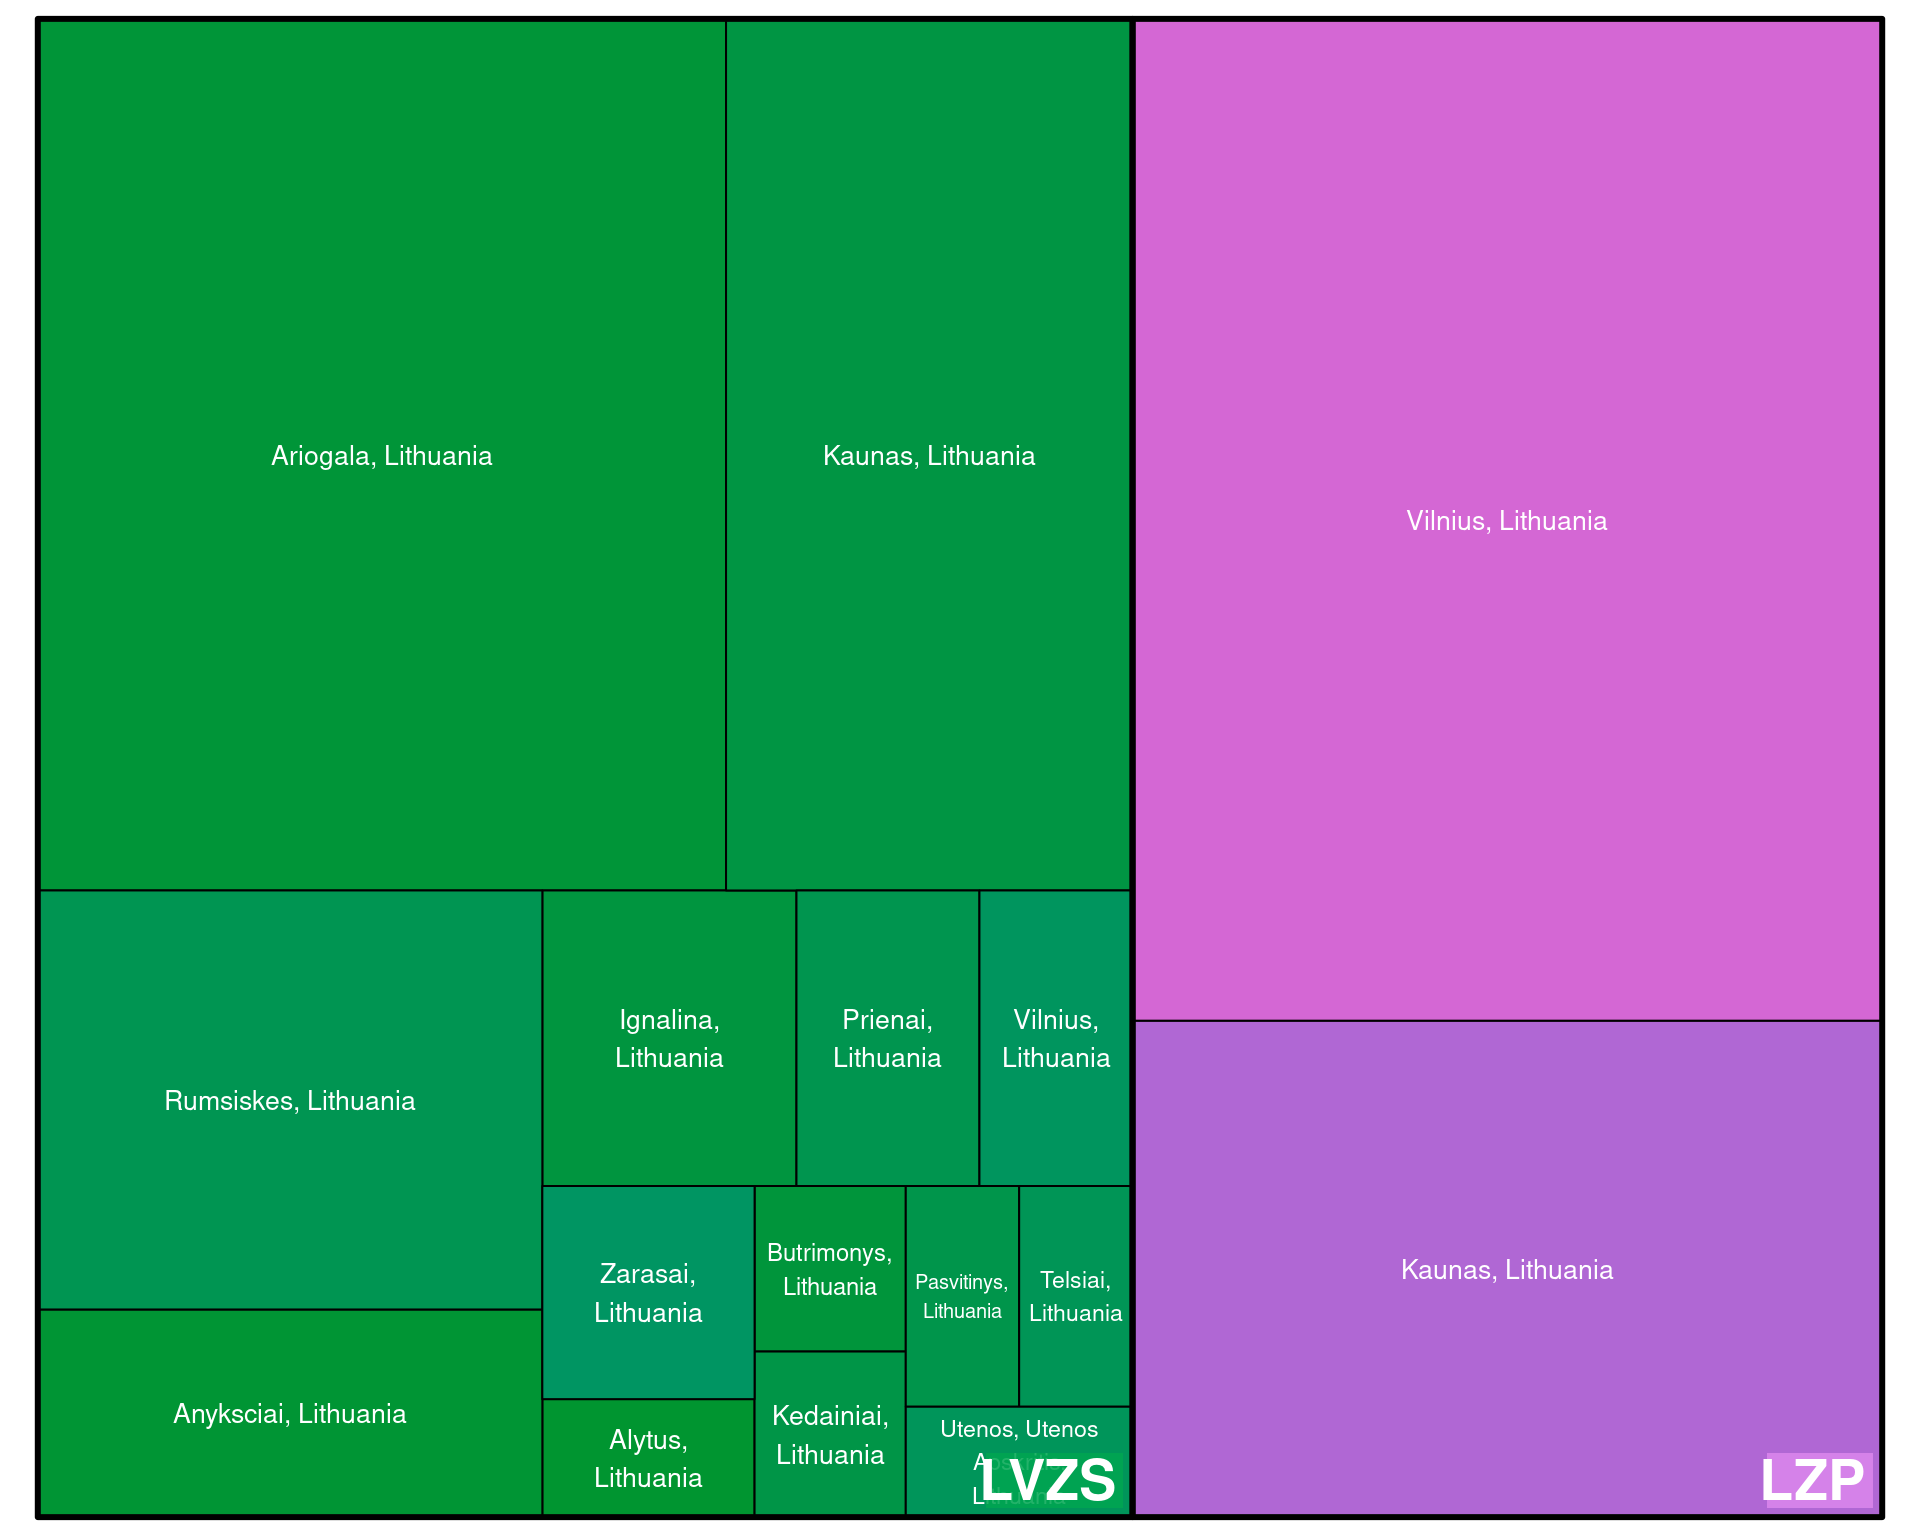 Ariogala, Lithuania
Kaunas, Lithuania
Vilnius, Lithuania
Rumsiskes, Lithuania
Ignalina,
Lithuania
Prienai,
Lithuania
Vilnius,
Lithuania
Zarasai,
Lithuania
Butrimonys,
Lithuania
Pasvitinys,
Lithuania
Telsiai,
Lithuania
Kaunas, Lithuania
Anyksciai, Lithuania
Alytus,
Lithuania
Kedainiai,
Lithuania
Utenos, Utenos
Lithuania
LVZS
LZP